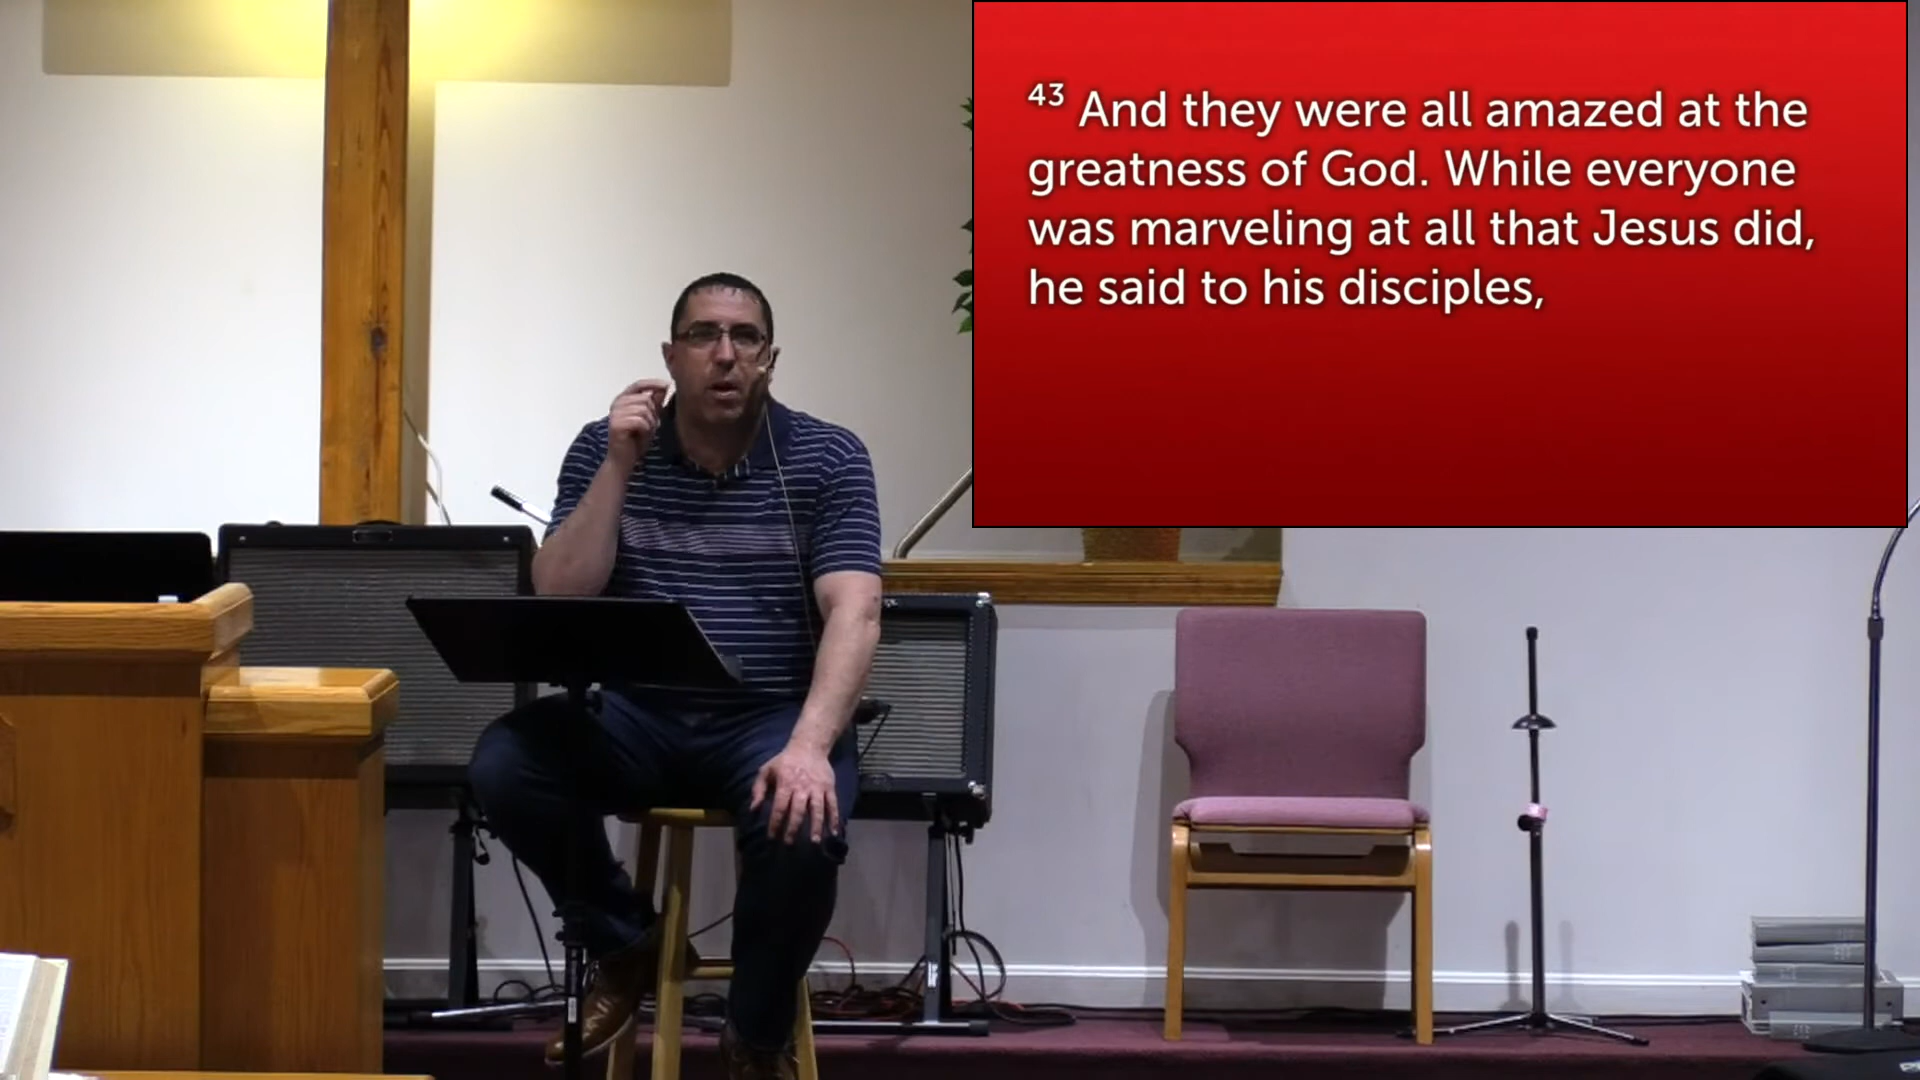 43 And they were all amazed at the
greatness of God. While everyone
was marveling at all that Jesus did,
he said to his disciples,